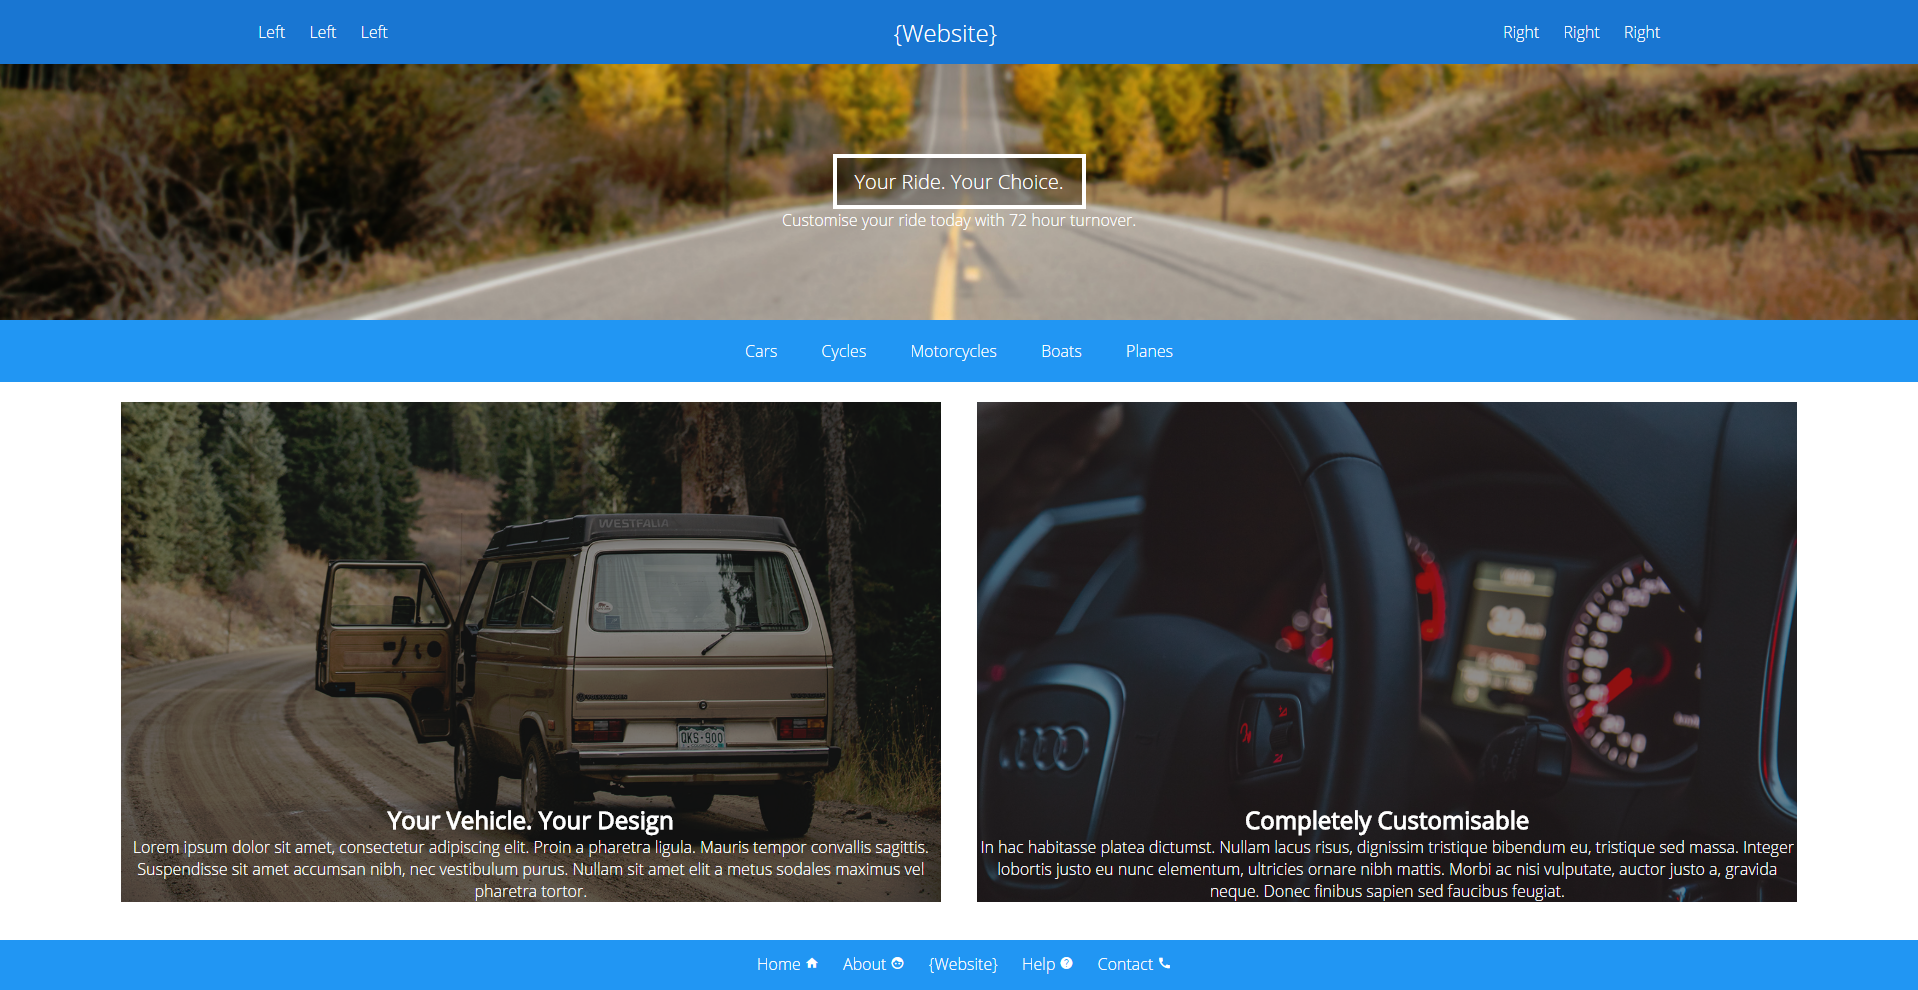 Left Left Left {Website} Right Right Right
Your Ride. Your Choice.
Customise your ride today with 72 hour turnover.
Cars Cycles Motorcycles Boats Planes
WESTFALIA
QKS-900
Your Vehicle. Your Design
Lorem ipsum dolor sit amet, consectetur adipiscing elit. Proin a pharetra ligula. Mauris tempor convallis sagittis.
Suspendisse sit amet accumsan nibh, nec vestibulum purus. Nullam sit amet elit a metus sodales maximus vel
pharetra tortor.
Completely Customisable
In hac habitasse platea dictumst. Nullam lacus risus, dignissim tristique bibendum eu, tristique sed massa. Integer
lobortis justo eu nunc elementum, ultricies ornare nibh mattis. Morbi ac nisi vulputate, auctor justo a, gravida
neque. Donec finibus sapien sed faucibus feugiat.
Home About {Website} Help Contact